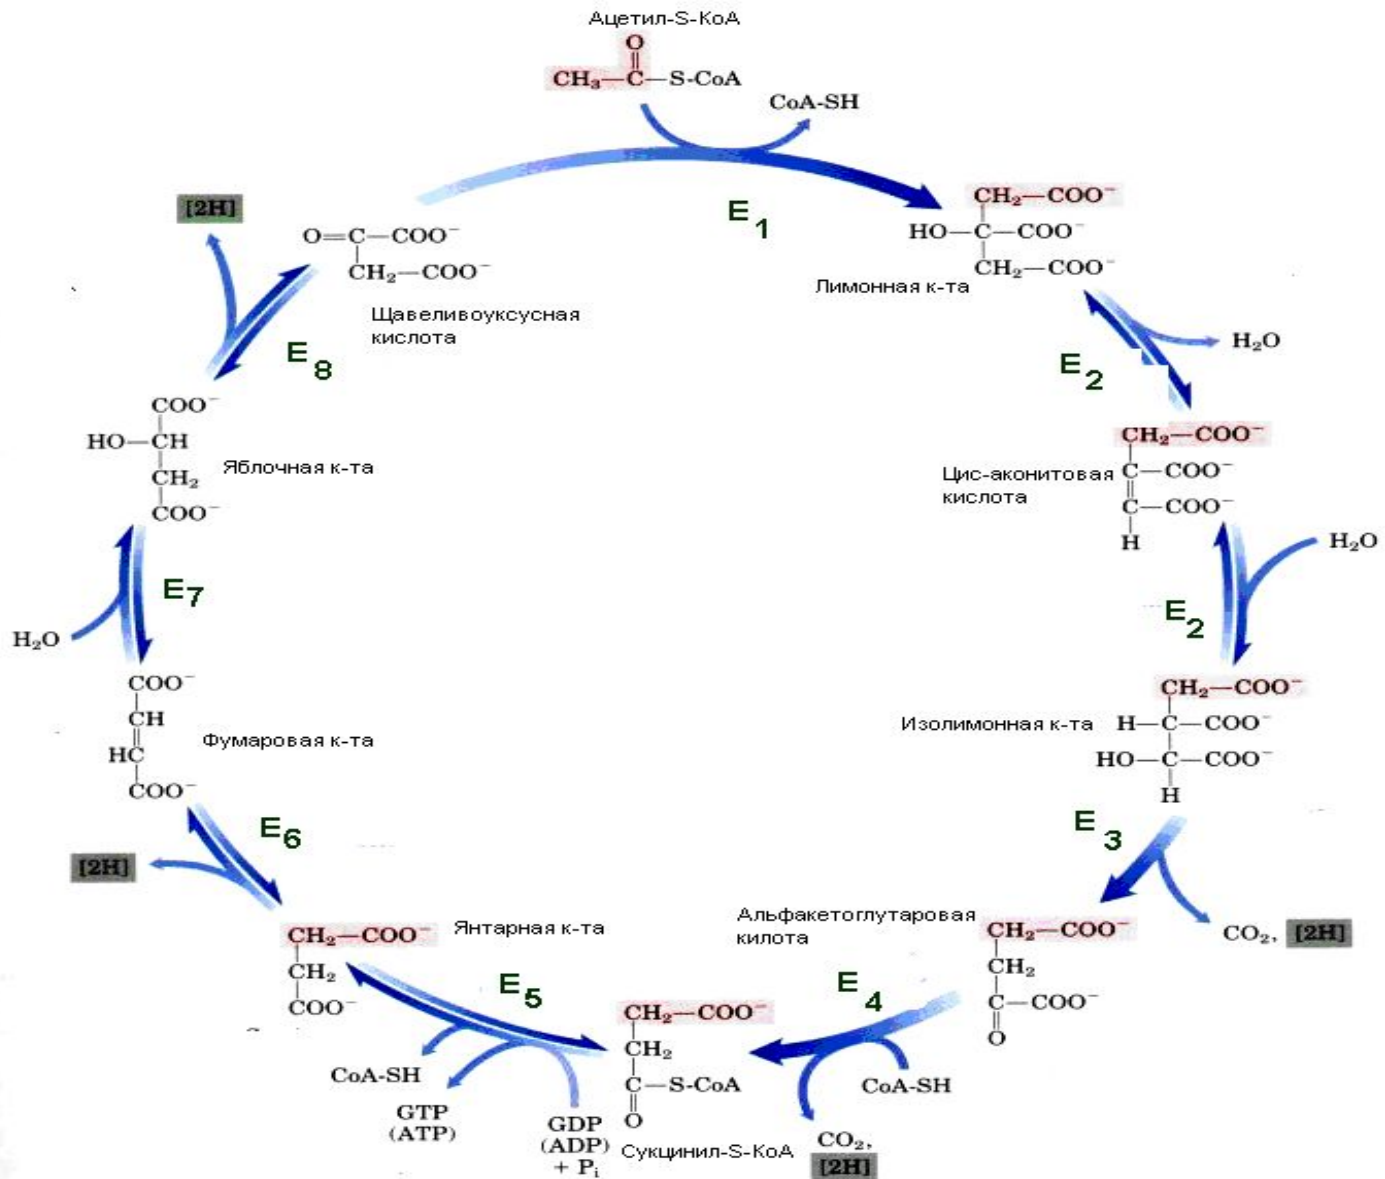 Ацетил-S-КоА
O
CH₃—C—S-CoA
CoA-SH
E₁
[2H]
O=C—COO⁻
CH₂—COO⁻
Щавеливоуксусная
кислота
CH₂—COO⁻
HO—C—COO⁻
CH₂—COO⁻
Лимонная к-та
E₂
H₂O
CH₂—COO⁻
C—COO⁻
C—COO⁻
H
Цис-аконитовая
кислота
E₂
H₂O
CH₂—COO⁻
H—C—COO⁻
HO—C—COO⁻
H
Изолимонная к-та
E₃
CO₂, [2H]
Альфакетоглутаровая
килота
CH₂—COO⁻
CH₂
C—COO⁻
O
E₄
CoA-SH
CO₂,
[2H]
CH₂—COO⁻
CH₂
C—S-CoA
O
Сукцинил-S-КоА
E₅
GDP
(ADP)
+ Pᵢ
GTP
(ATP)
CoA-SH
Янтарная к-та
CH₂—COO⁻
CH₂
COO⁻
E₆
[2H]
Фумаровая к-та
COO⁻
CH
HC
COO⁻
E₇
H₂O
Яблочная к-та
COO⁻
HO—CH
CH₂
COO⁻
E₈